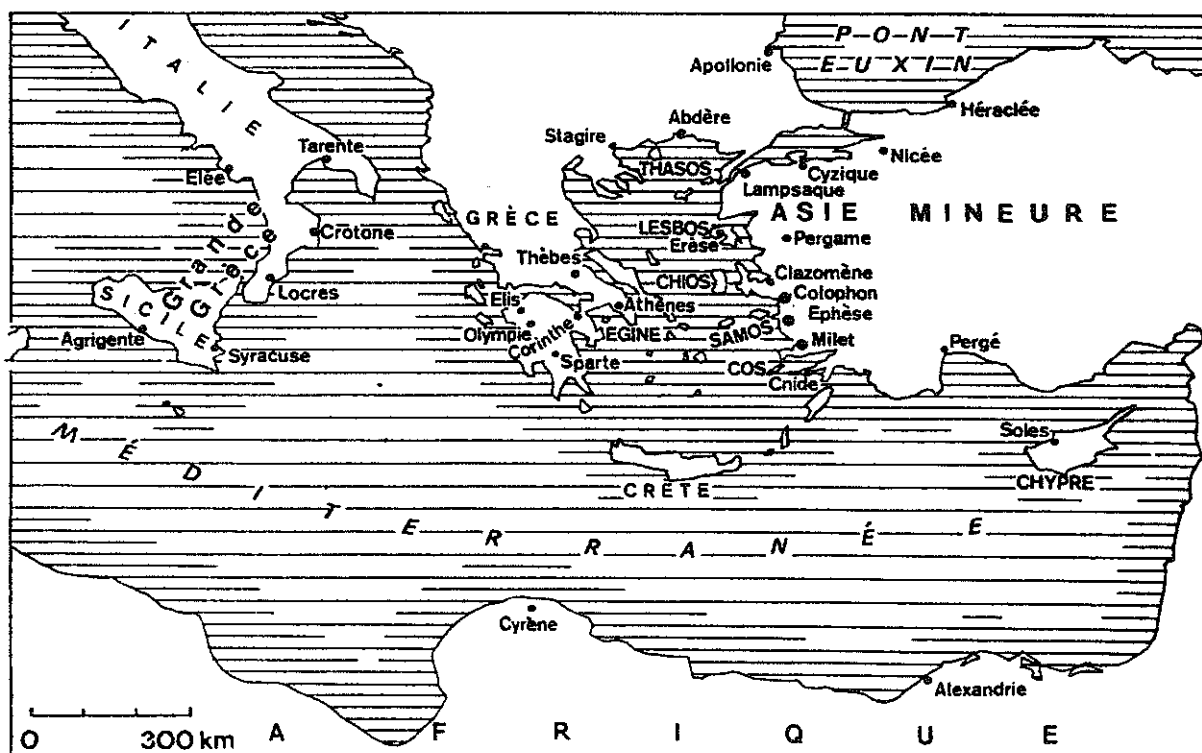 ITALIE
PONT
EUXIN
Apollonie
Héraclée
Abdère
Stagire
Nicée
Tarente
THASOS
Cyzique
Elée
Lampsaque
ASIE MINEURE
Grande
Grèce
GRÈCE
LESBOS
Erèse
Pergame
Crotone
Thèbes
CHIOS
Clazomène
Colophon
Locres
SICILE
Elis
Athènes
Ephèse
Olympie
Corinthe
EGINE
SAMOS
Agrigente
Milet
Pergé
Syracuse
Sparte
COS
Cnide
Soles
CHYPRE
CRÈTE
MÉDITERRANÉE
Cyrène
Alexandrie
0 300 km
AFRIQUE